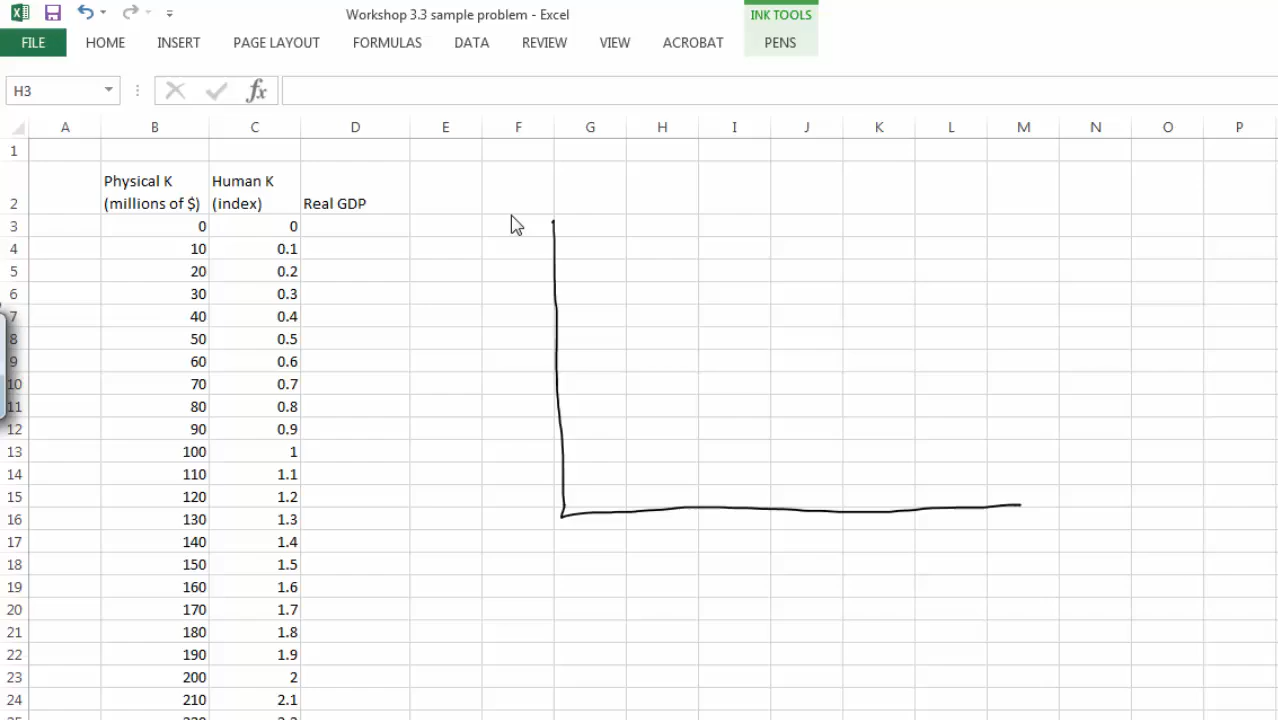 Workshop 3.3 sample problem - Excel
INK TOOLS
FILE HOME INSERT PAGE LAYOUT FORMULAS DATA REVIEW VIEW ACROBAT PENS
H3 fx
A B C D E F G H I J K L M N O P
1
Physical K Human K
2 (millions of $) (index) Real GDP
3 0 0
4 10 0.1
5 20 0.2
6 30 0.3
7 40 0.4
8 50 0.5
9 60 0.6
10 70 0.7
11 80 0.8
12 90 0.9
13 100 1
14 110 1.1
15 120 1.2
16 130 1.3
17 140 1.4
18 150 1.5
19 160 1.6
20 170 1.7
21 180 1.8
22 190 1.9
23 200 2
24 210 2.1